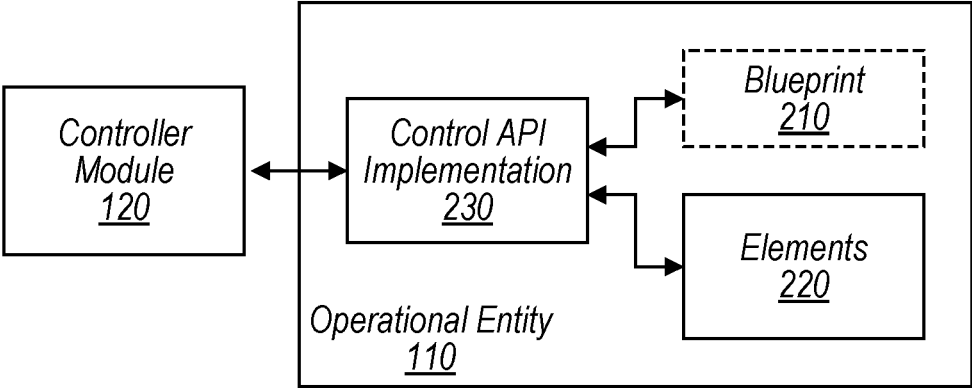 Controller
Module
120
Control API
Implementation
230
Blueprint
210
Elements
220
Operational Entity
110